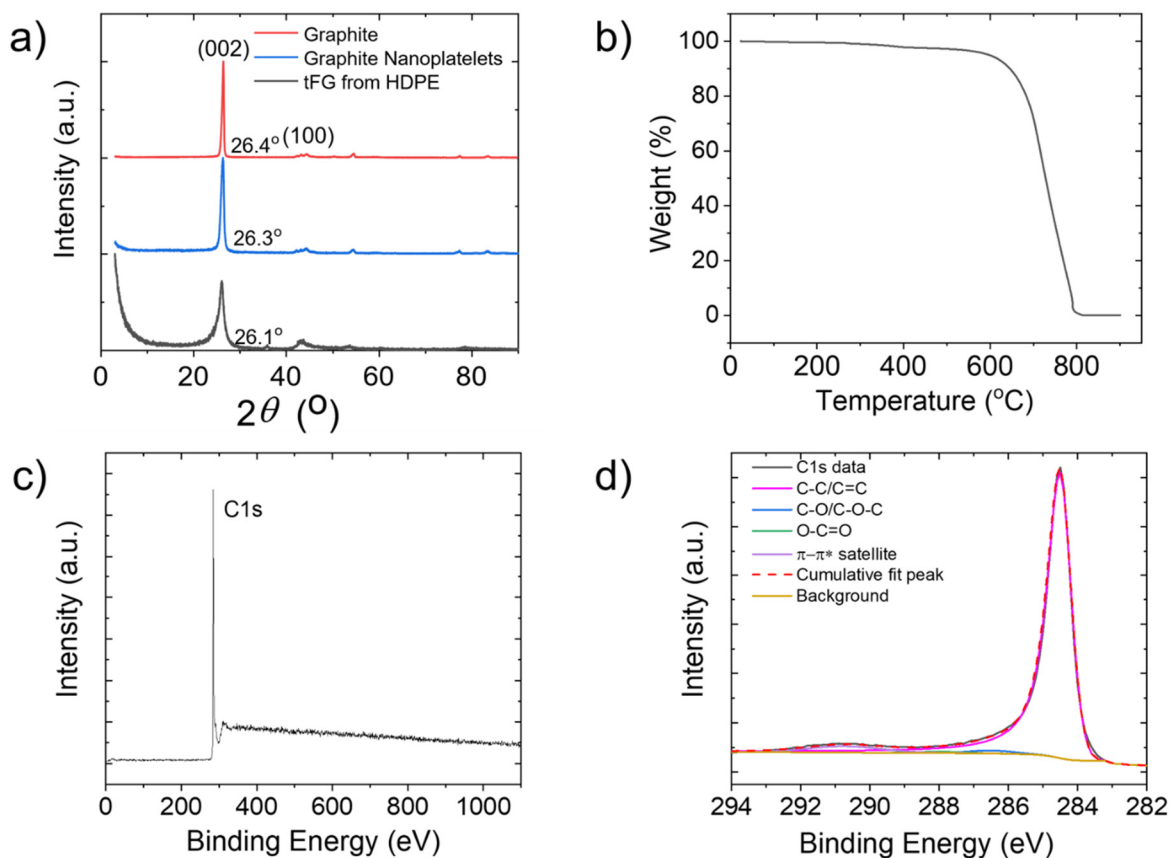 a)
Graphite
Graphite Nanoplatelets
tFG from HDPE
(002)
26.4°
(100)
26.3°
26.1°
Intensity (a.u.)
0 20 40 60 80
2θ (°)
b)
100
80
60
40
20
0
Weight (%)
0 200 400 600 800
Temperature (°C)
c)
C1s
Intensity (a.u.)
0 200 400 600 800 1000
Binding Energy (eV)
d)
C1s data
C-C/C=C
C-O/C-O-C
O-C=O
π–π* satellite
Cumulative fit peak
Background
Intensity (a.u.)
294 292 290 288 286 284 282
Binding Energy (eV)